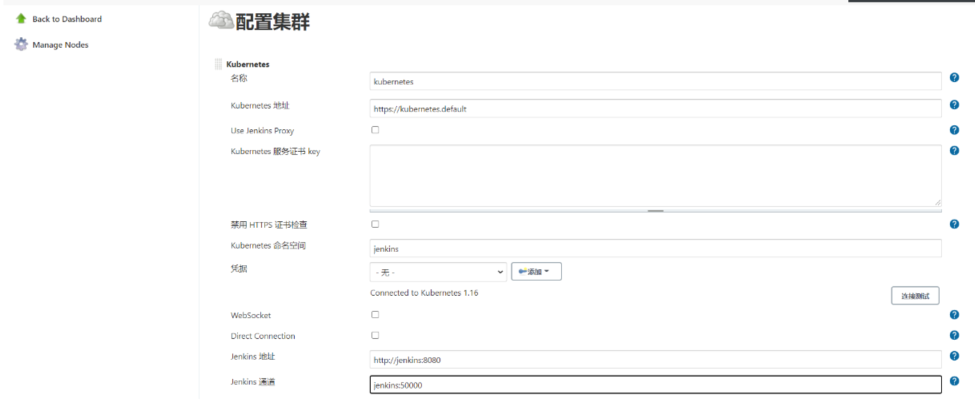 Back to Dashboard
Manage Nodes
配置集群
Kubernetes
名称
kubernetes
Kubernetes 地址
https://kubernetes.default
Use Jenkins Proxy
Kubernetes 服务证书 key
禁用 HTTPS 证书检查
Kubernetes 命名空间
jenkins
凭据
- 无 -
添加
Connected to Kubernetes 1.16
连接测试
WebSocket
Direct Connection
Jenkins 地址
http://jenkins:8080
Jenkins 通道
jenkins:50000